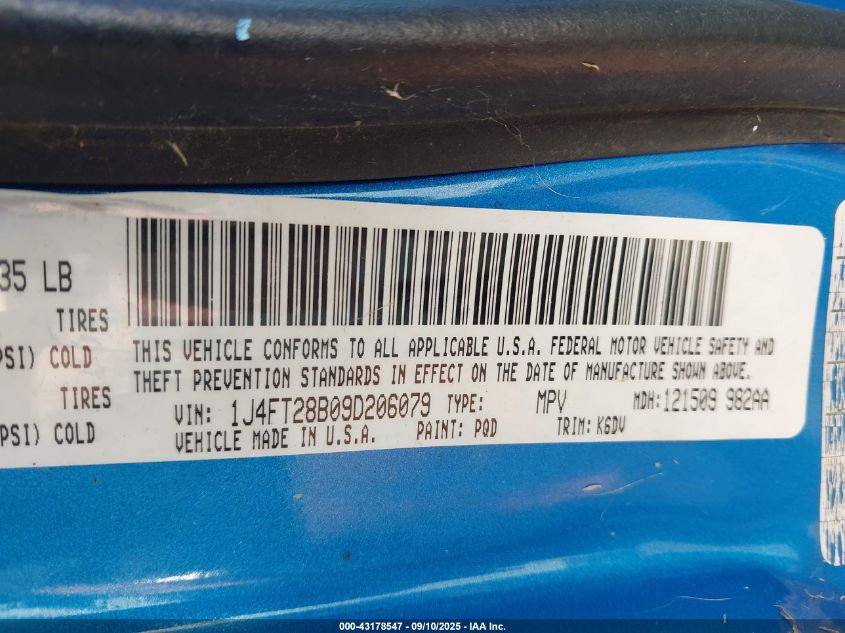 35 LB
TIRES
PSI) COLD
TIRES
PSI) COLD
THIS VEHICLE CONFORMS TO ALL APPLICABLE U.S.A. FEDERAL MOTOR VEHICLE SAFETY AND
THEFT PREVENTION STANDARDS IN EFFECT ON THE DATE OF MANUFACTURE SHOWN ABOVE.
VIN: 1J4FT28B09D206079 TYPE: MPV MDH: 121509 982AA
VEHICLE MADE IN U.S.A. PAINT: PQD TRIM: K6DV
000-43178547 - 09/10/2025 - IAA Inc.